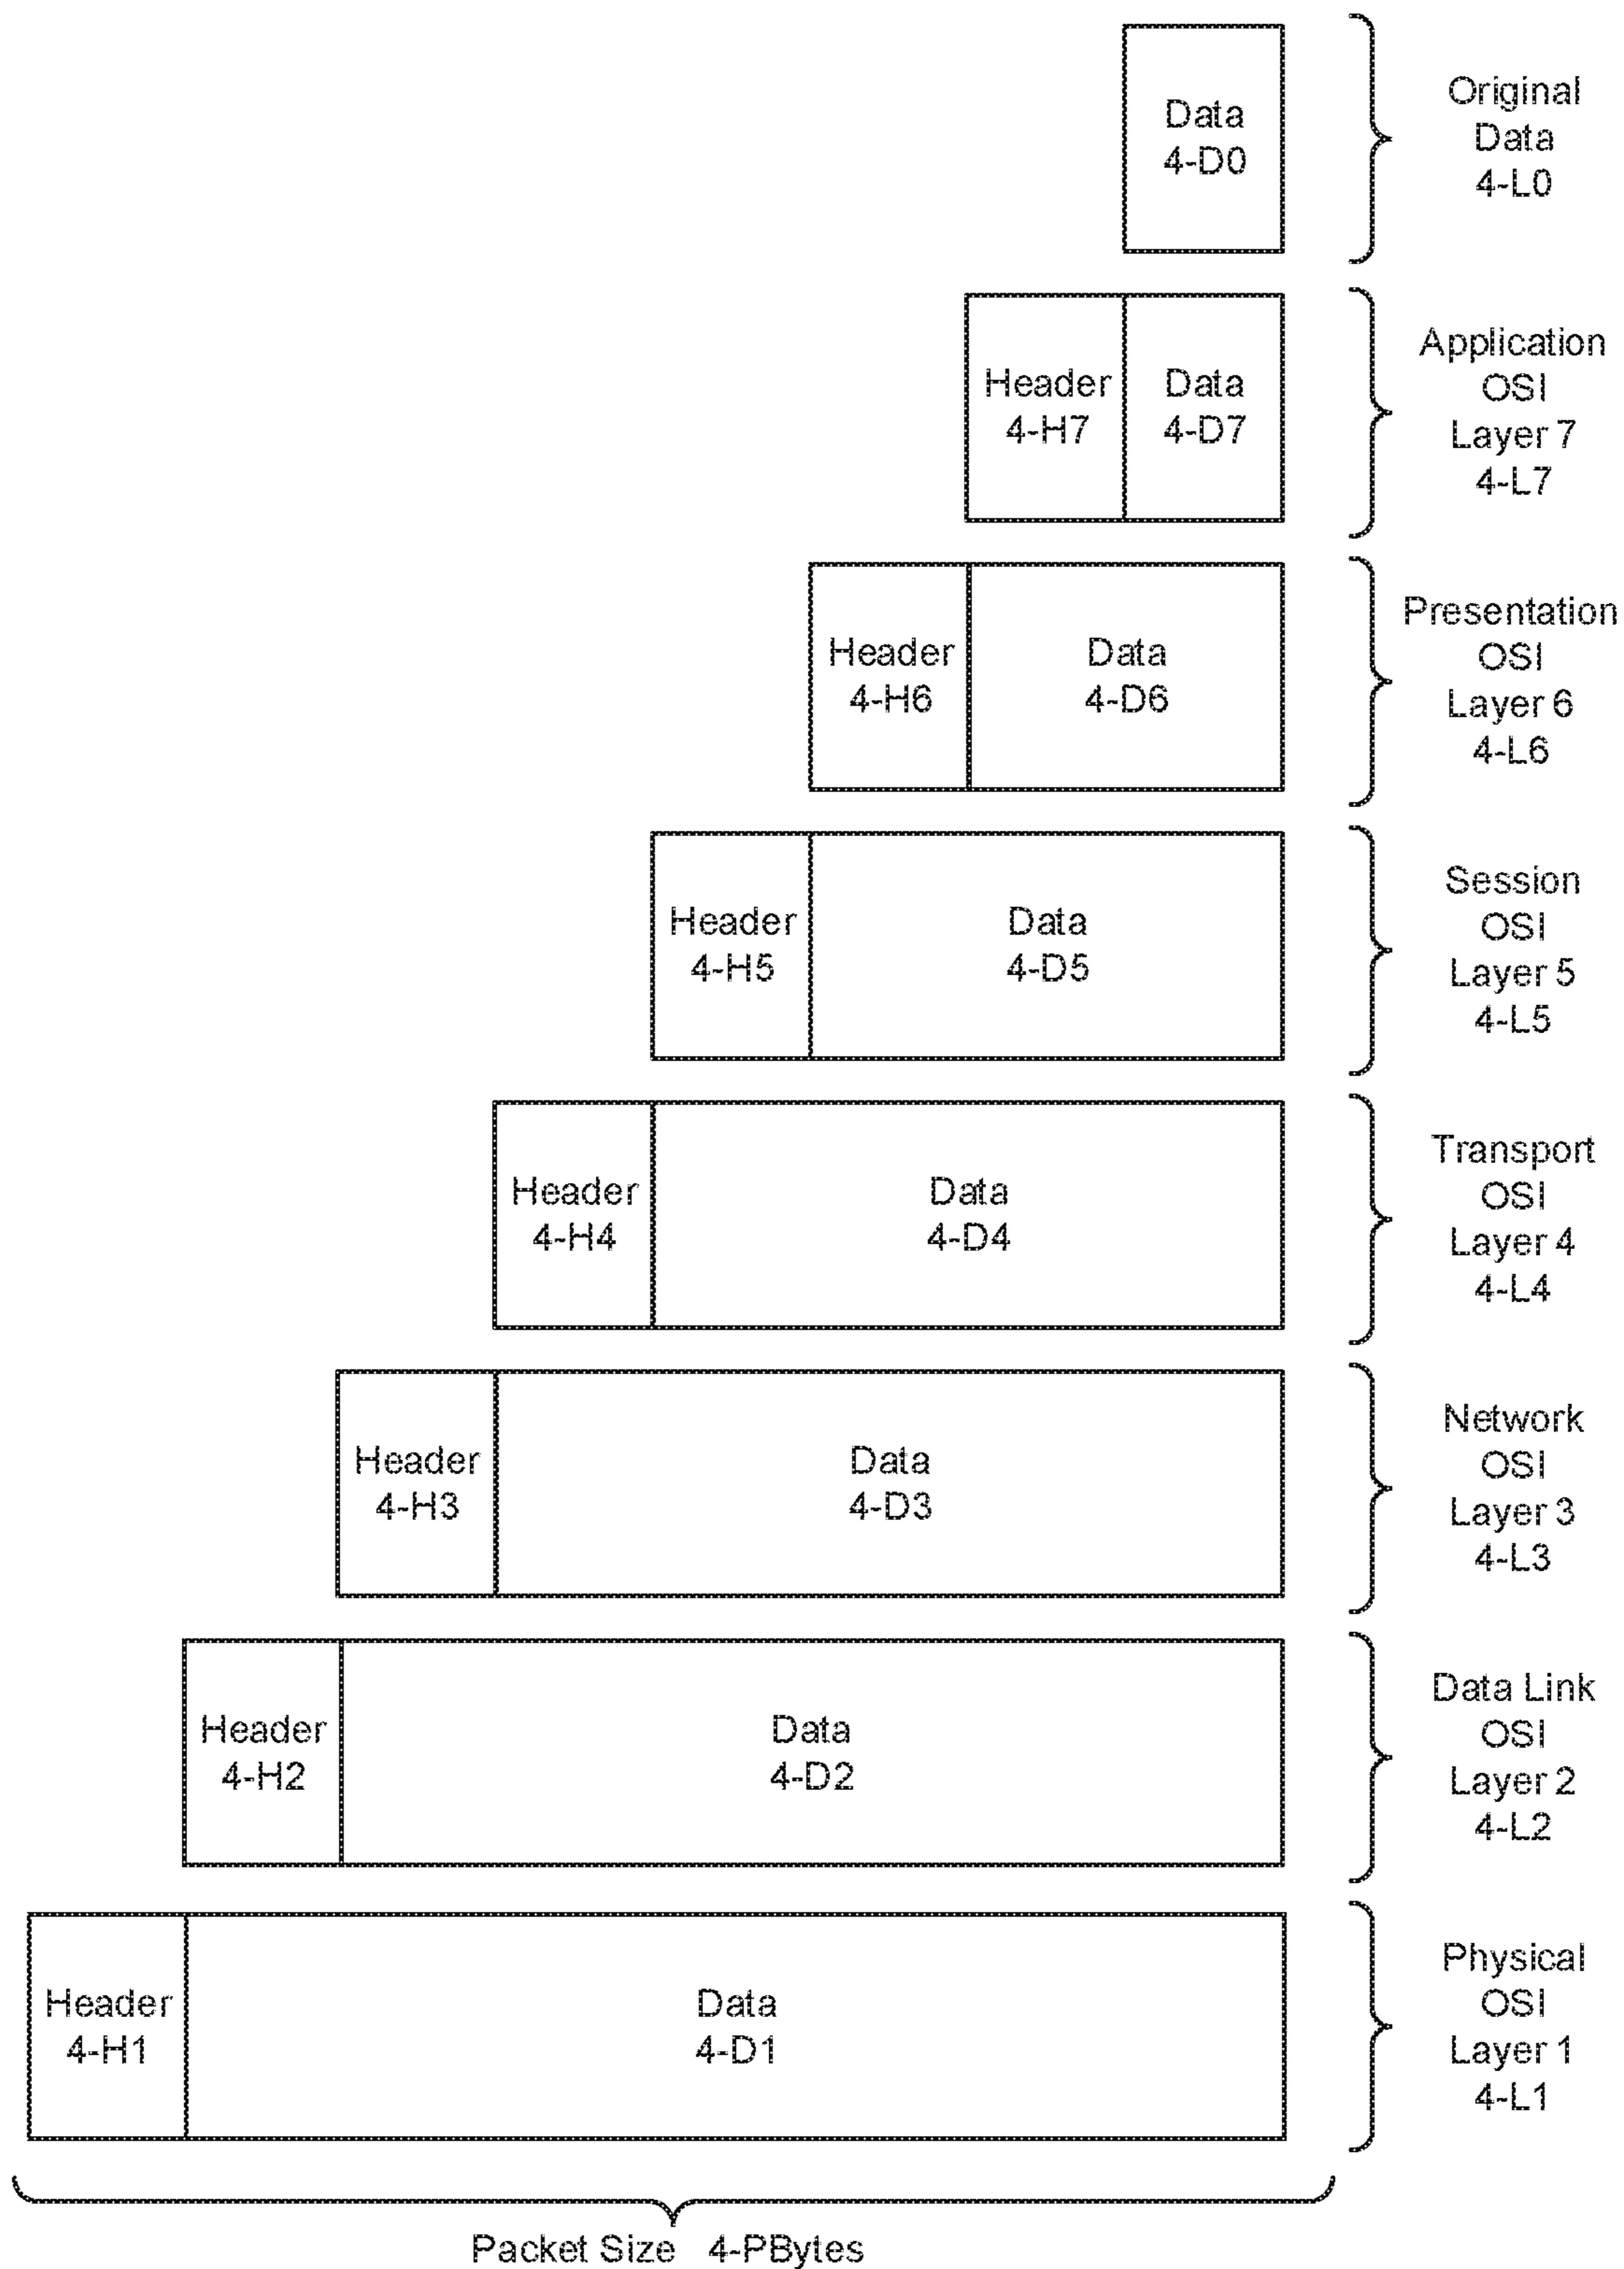 Data
4-D0
Original
Data
4-L0
Header
4-H7
Data
4-D7
Application
OSI
Layer 7
4-L7
Header
4-H6
Data
4-D6
Presentation
OSI
Layer 6
4-L6
Header
4-H5
Data
4-D5
Session
OSI
Layer 5
4-L5
Header
4-H4
Data
4-D4
Transport
OSI
Layer 4
4-L4
Header
4-H3
Data
4-D3
Network
OSI
Layer 3
4-L3
Header
4-H2
Data
4-D2
Data Link
OSI
Layer 2
4-L2
Header
4-H1
Data
4-D1
Physical
OSI
Layer 1
4-L1
Packet Size 4-PBytes